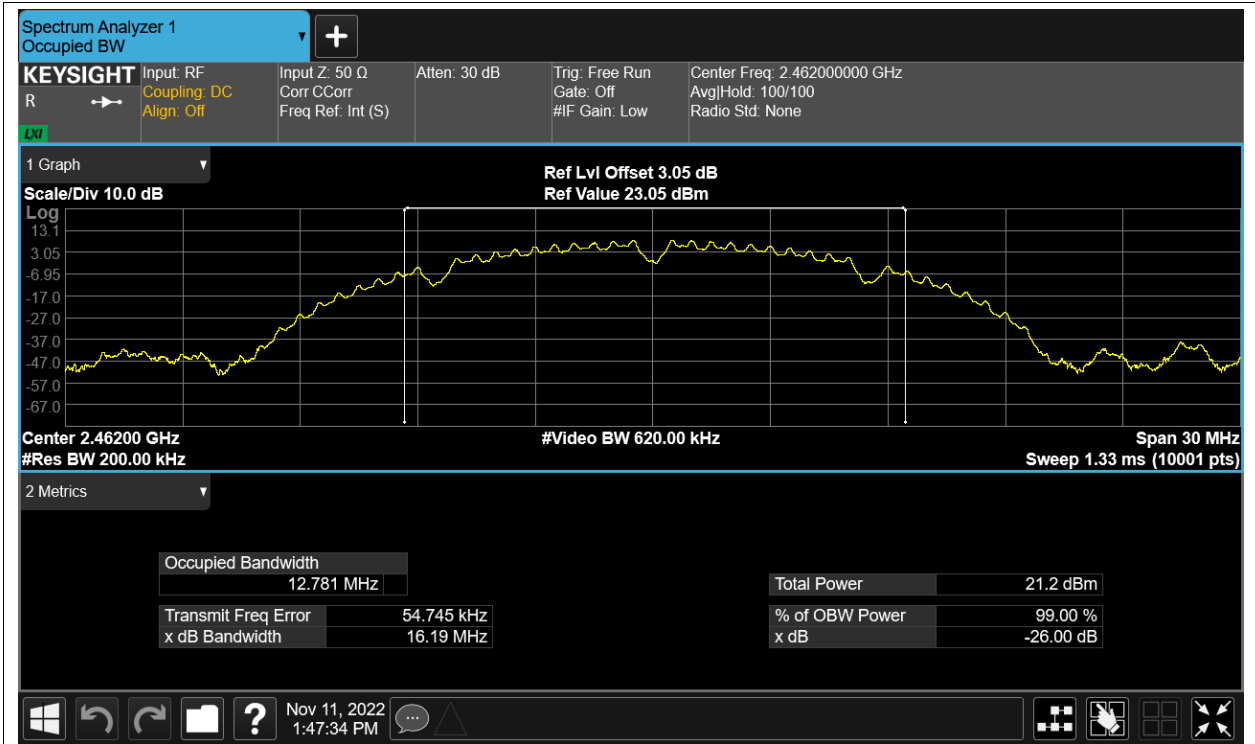 Spectrum Analyzer 1
Occupied BW
KEYSIGHT
R
LXI
Input: RF
Coupling: DC
Align: Off
Input Z: 50 Ω
Corr CCorr
Freq Ref: Int (S)
Atten: 30 dB
Trig: Free Run
Gate: Off
#IF Gain: Low
Center Freq: 2.462000000 GHz
Avg|Hold: 100/100
Radio Std: None
1 Graph
Scale/Div 10.0 dB
Ref Lvl Offset 3.05 dB
Ref Value 23.05 dBm
Log
13.1
3.05
-6.95
-17.0
-27.0
-37.0
-47.0
-57.0
-67.0
Center 2.46200 GHz
#Res BW 200.00 kHz
#Video BW 620.00 kHz
Span 30 MHz
Sweep 1.33 ms (10001 pts)
2 Metrics
Occupied Bandwidth
12.781 MHz
Transmit Freq Error 54.745 kHz
x dB Bandwidth 16.19 MHz
Total Power 21.2 dBm
% of OBW Power 99.00 %
x dB -26.00 dB
?
Nov 11, 2022
1:47:34 PM